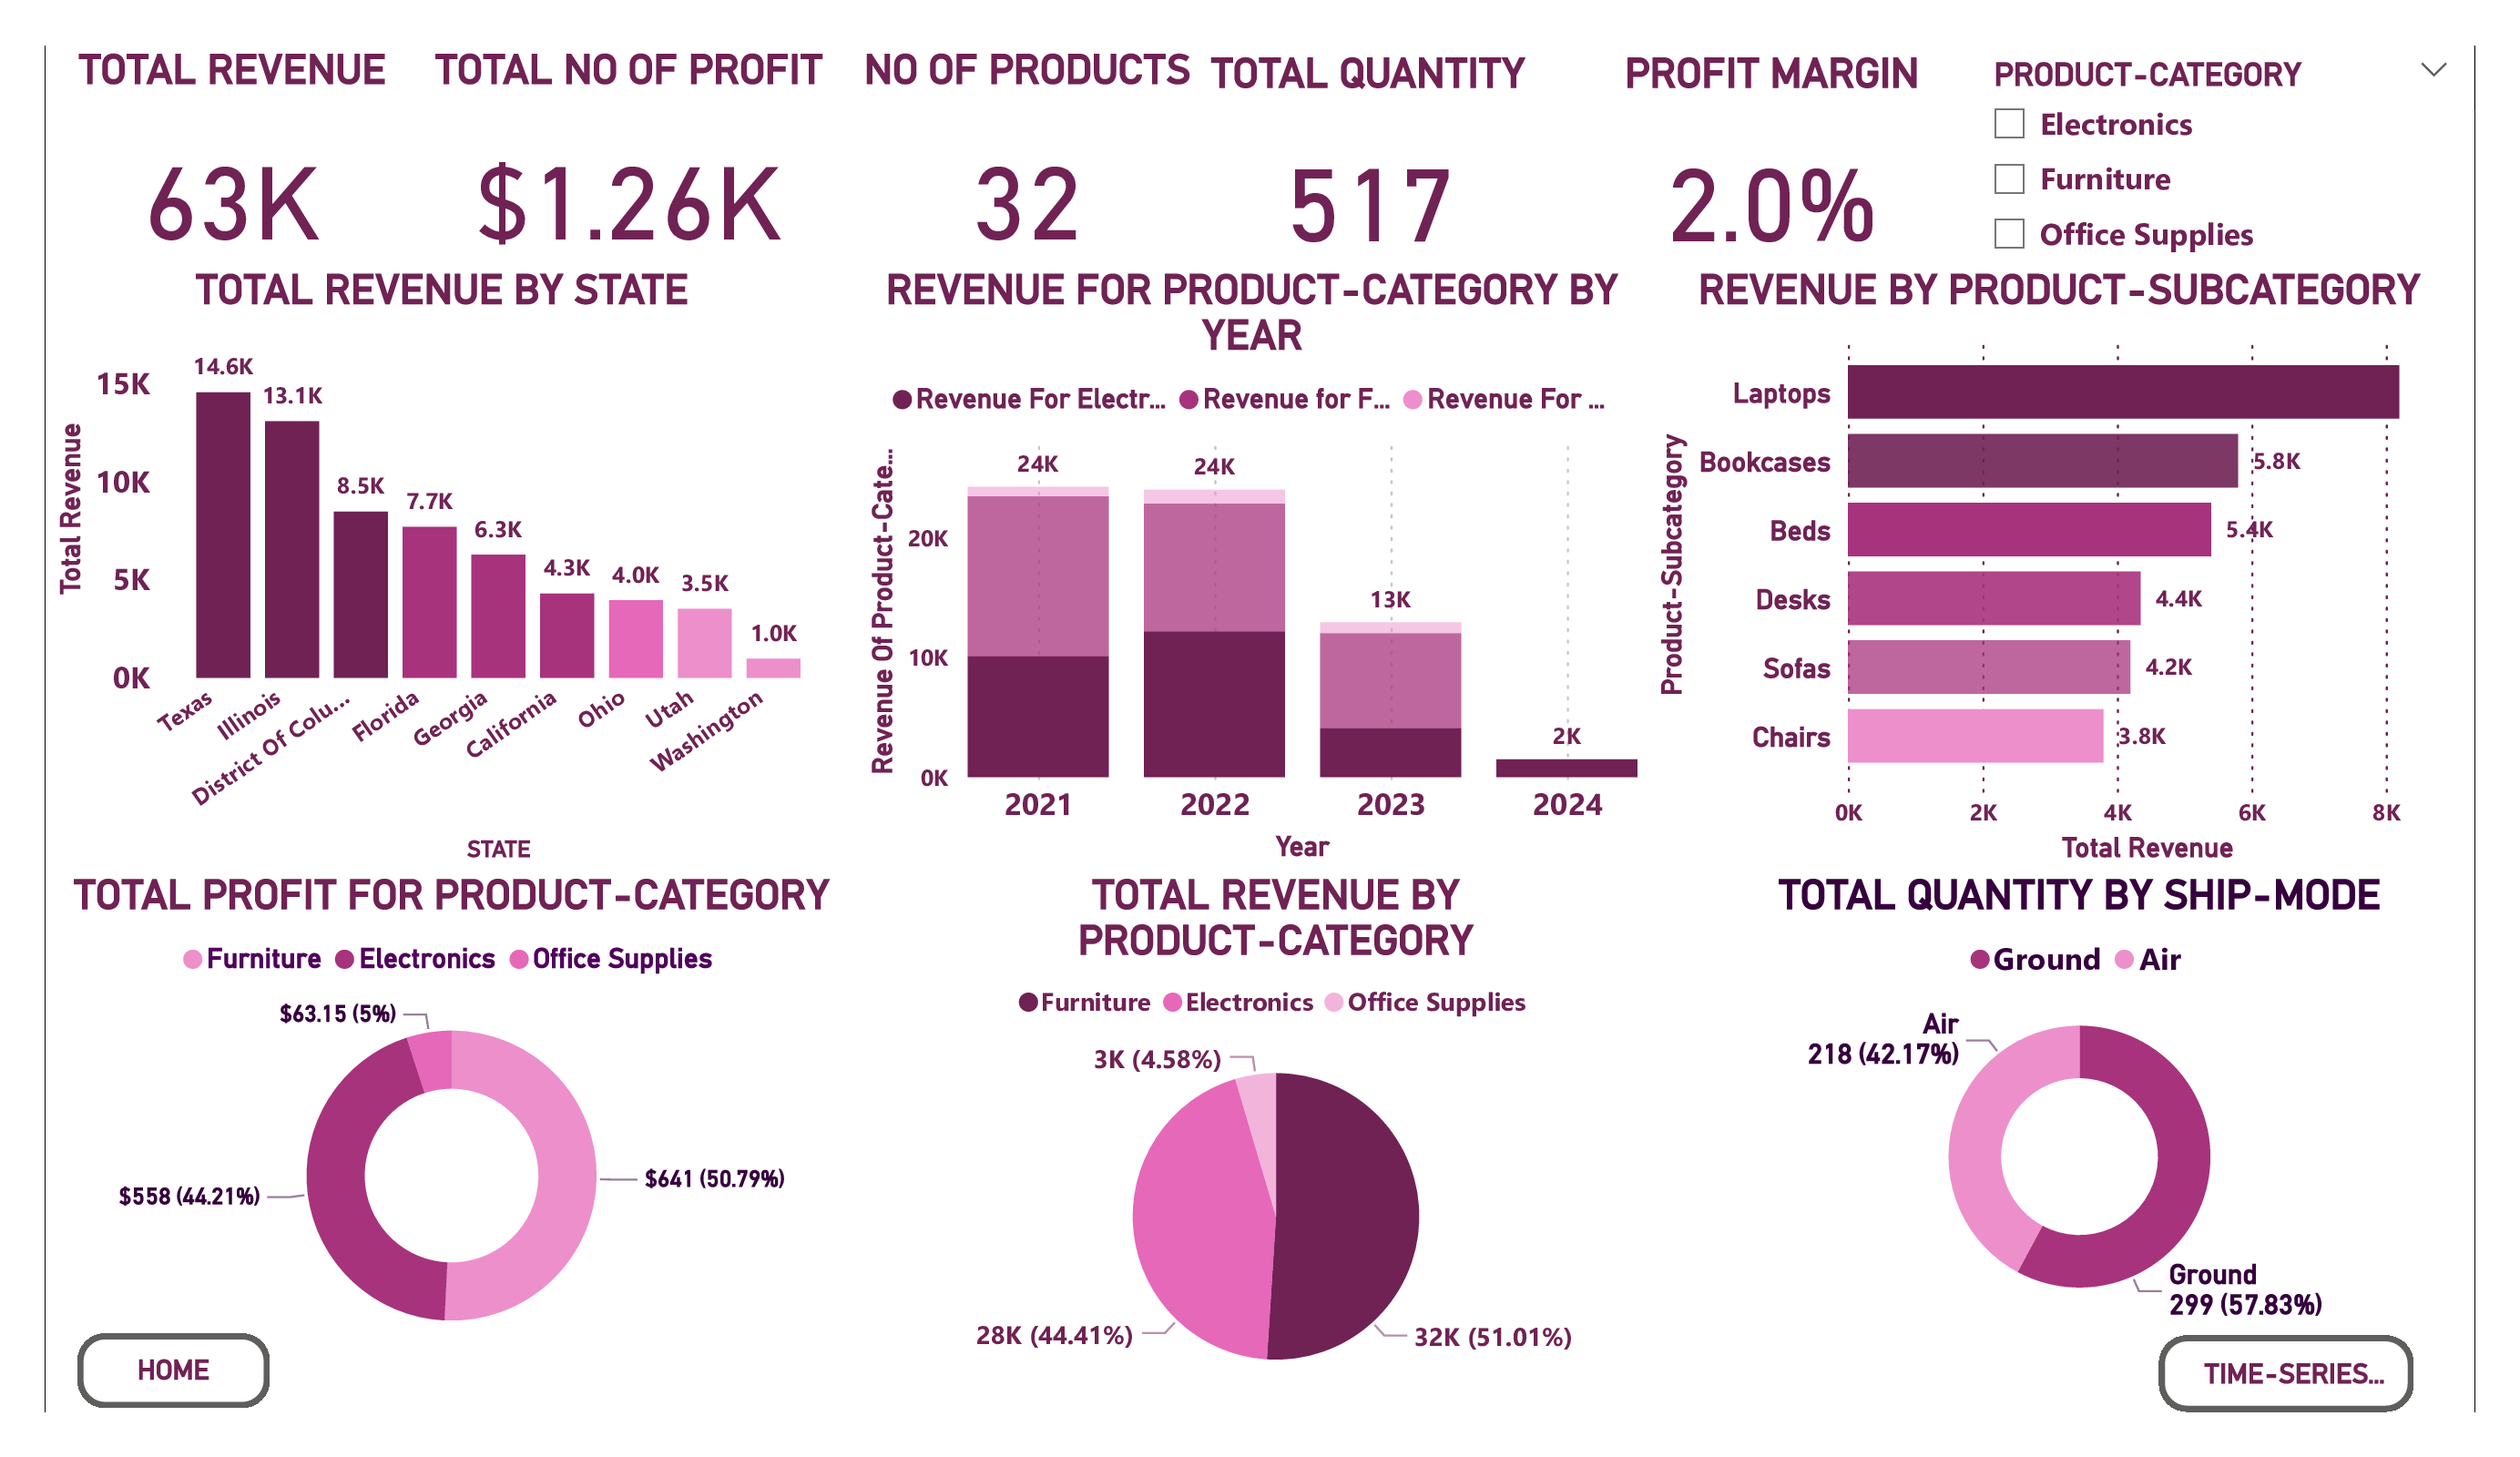 TOTAL REVENUE
63K
TOTAL NO OF PROFIT
$1.26K
NO OF PRODUCTS
32
TOTAL QUANTITY
517
PROFIT MARGIN
2.0%
PRODUCT-CATEGORY
Electronics
Furniture
Office Supplies
TOTAL REVENUE BY STATE
Total Revenue
15K
10K
5K
0K
14.6K
13.1K
8.5K
7.7K
6.3K
4.3K
4.0K
3.5K
1.0K
Texas
Illinois
District Of Colu...
Florida
Georgia
California
Ohio
Utah
Washington
STATE
REVENUE FOR PRODUCT-CATEGORY BY
YEAR
Revenue For Electr...
Revenue for F...
Revenue For ...
Revenue Of Product-Cate...
20K
10K
0K
24K
24K
13K
2K
2021
2022
2023
2024
Year
REVENUE BY PRODUCT-SUBCATEGORY
Product-Subcategory
Laptops
Bookcases
5.8K
Beds
5.4K
Desks
4.4K
Sofas
4.2K
Chairs
3.8K
0K
2K
4K
6K
8K
Total Revenue
TOTAL PROFIT FOR PRODUCT-CATEGORY
Furniture
Electronics
Office Supplies
$63.15 (5%)
$641 (50.79%)
$558 (44.21%)
TOTAL REVENUE BY
PRODUCT-CATEGORY
Furniture
Electronics
Office Supplies
3K (4.58%)
28K (44.41%)
32K (51.01%)
TOTAL QUANTITY BY SHIP-MODE
Ground
Air
Air
218 (42.17%)
Ground
299 (57.83%)
HOME
TIME-SERIES...